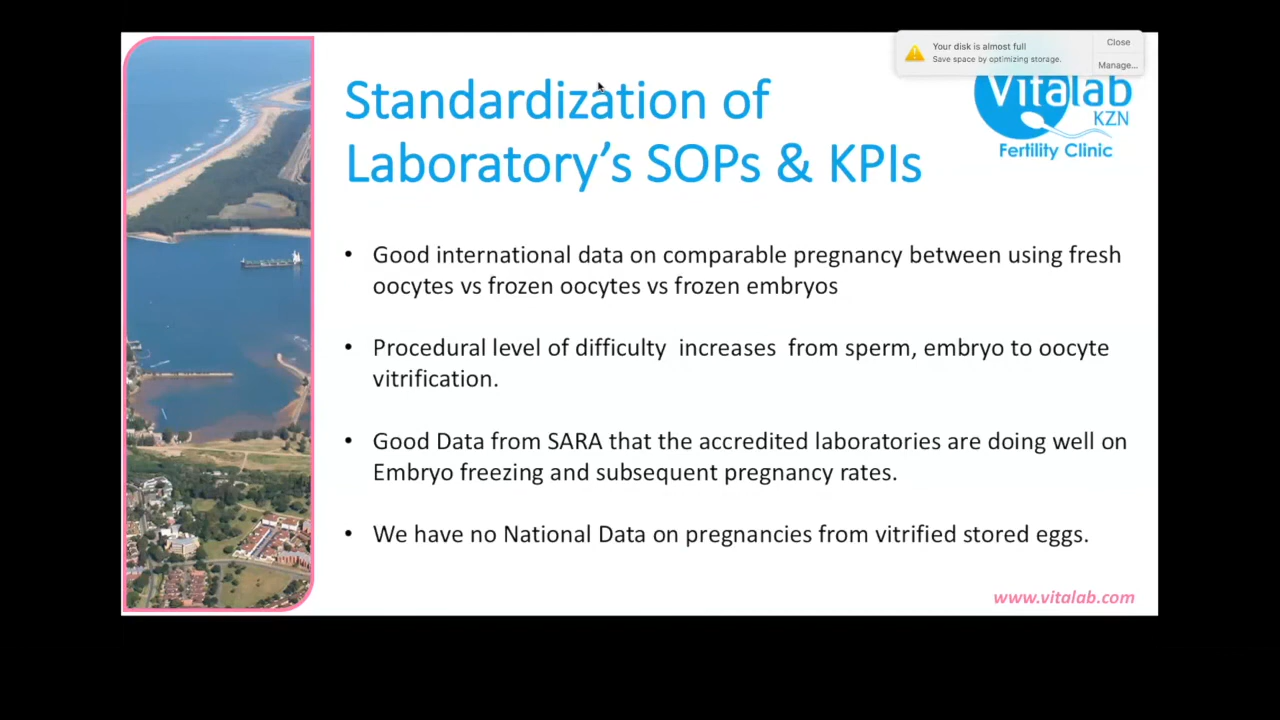 Your disk is almost full
Save space by optimizing storage.
Close
Manage...
Standardization of
Laboratory’s SOPs & KPIs
Vitalab
KZN
Fertility Clinic
• Good international data on comparable pregnancy between using fresh
oocytes vs frozen oocytes vs frozen embryos
• Procedural level of difficulty  increases  from sperm, embryo to oocyte
vitrification.
• Good Data from SARA that the accredited laboratories are doing well on
Embryo freezing and subsequent pregnancy rates.
• We have no National Data on pregnancies from vitrified stored eggs.
www.vitalab.com